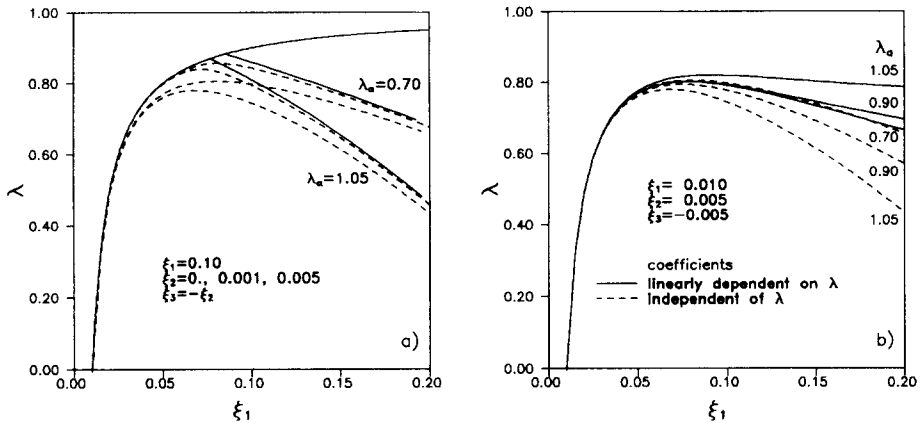 1.00
0.80
0.60
0.40
0.20
0.00
λ
λₐ=0.70
λₐ=1.05
ξ₁=0.10
ξ₂=0., 0.001, 0.005
ξ₃=−ξ₂
a)
0.00 0.05 0.10 0.15 0.20
ξ₁
1.00
0.80
0.60
0.40
0.20
0.00
λ
λₐ
1.05
0.90
0.70
0.90
1.05
ξ₁= 0.010
ξ₂= 0.005
ξ₃=−0.005
coefficients
linearly dependent on λ
independent of λ
b)
0.00 0.05 0.10 0.15 0.20
ξ₁